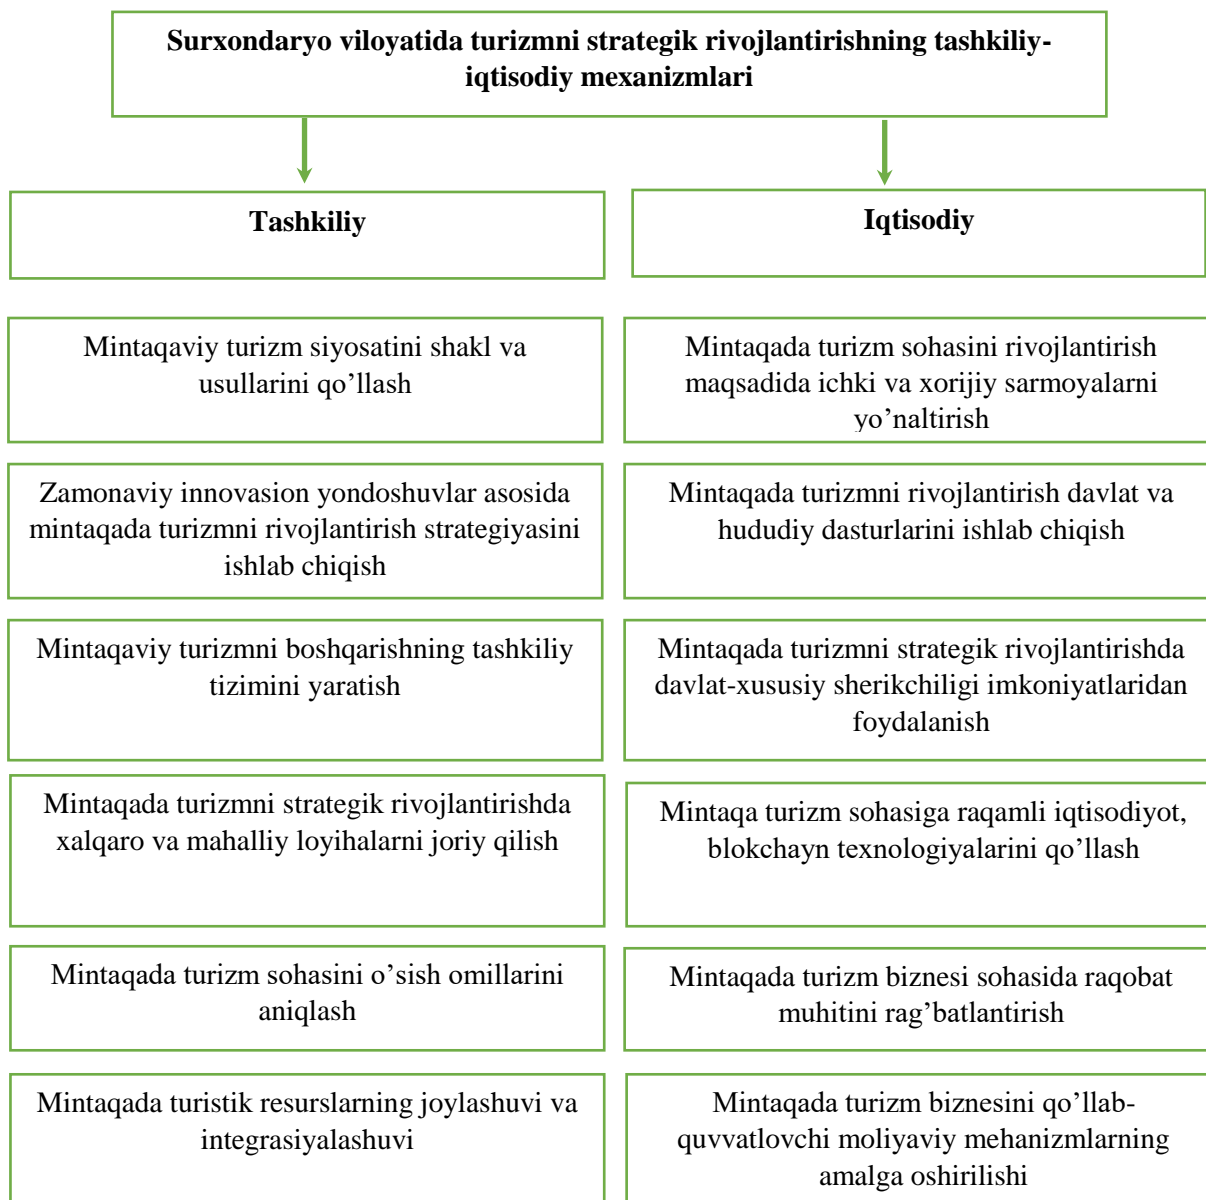 Surxondaryo viloyatida turizmni strategik rivojlantirishning tashkiliy-
iqtisodiy mexanizmlari
Tashkiliy
Iqtisodiy
Mintaqaviy turizm siyosatini shakl va
usullarini qo’llash
Mintaqada turizm sohasini rivojlantirish
maqsadida ichki va xorijiy sarmoyalarni
yo’naltirish
Zamonaviy innovasion yondoshuvlar asosida
mintaqada turizmni rivojlantirish strategiyasini
ishlab chiqish
Mintaqada turizmni rivojlantirish davlat va
hududiy dasturlarini ishlab chiqish
Mintaqaviy turizmni boshqarishning tashkiliy
tizimini yaratish
Mintaqada turizmni strategik rivojlantirishda
davlat-xususiy sherikchiligi imkoniyatlaridan
foydalanish
Mintaqada turizmni strategik rivojlantirishda
xalqaro va mahalliy loyihalarni joriy qilish
Mintaqa turizm sohasiga raqamli iqtisodiyot,
blokchayn texnologiyalarini qo’llash
Mintaqada turizm sohasini o’sish omillarini
aniqlash
Mintaqada turizm biznesi sohasida raqobat
muhitini rag’batlantirish
Mintaqada turistik resurslarning joylashuvi va
integrasiyalashuvi
Mintaqada turizm biznesini qo’llab-
quvvatlovchi moliyaviy mehanizmlarning
amalga oshirilishi